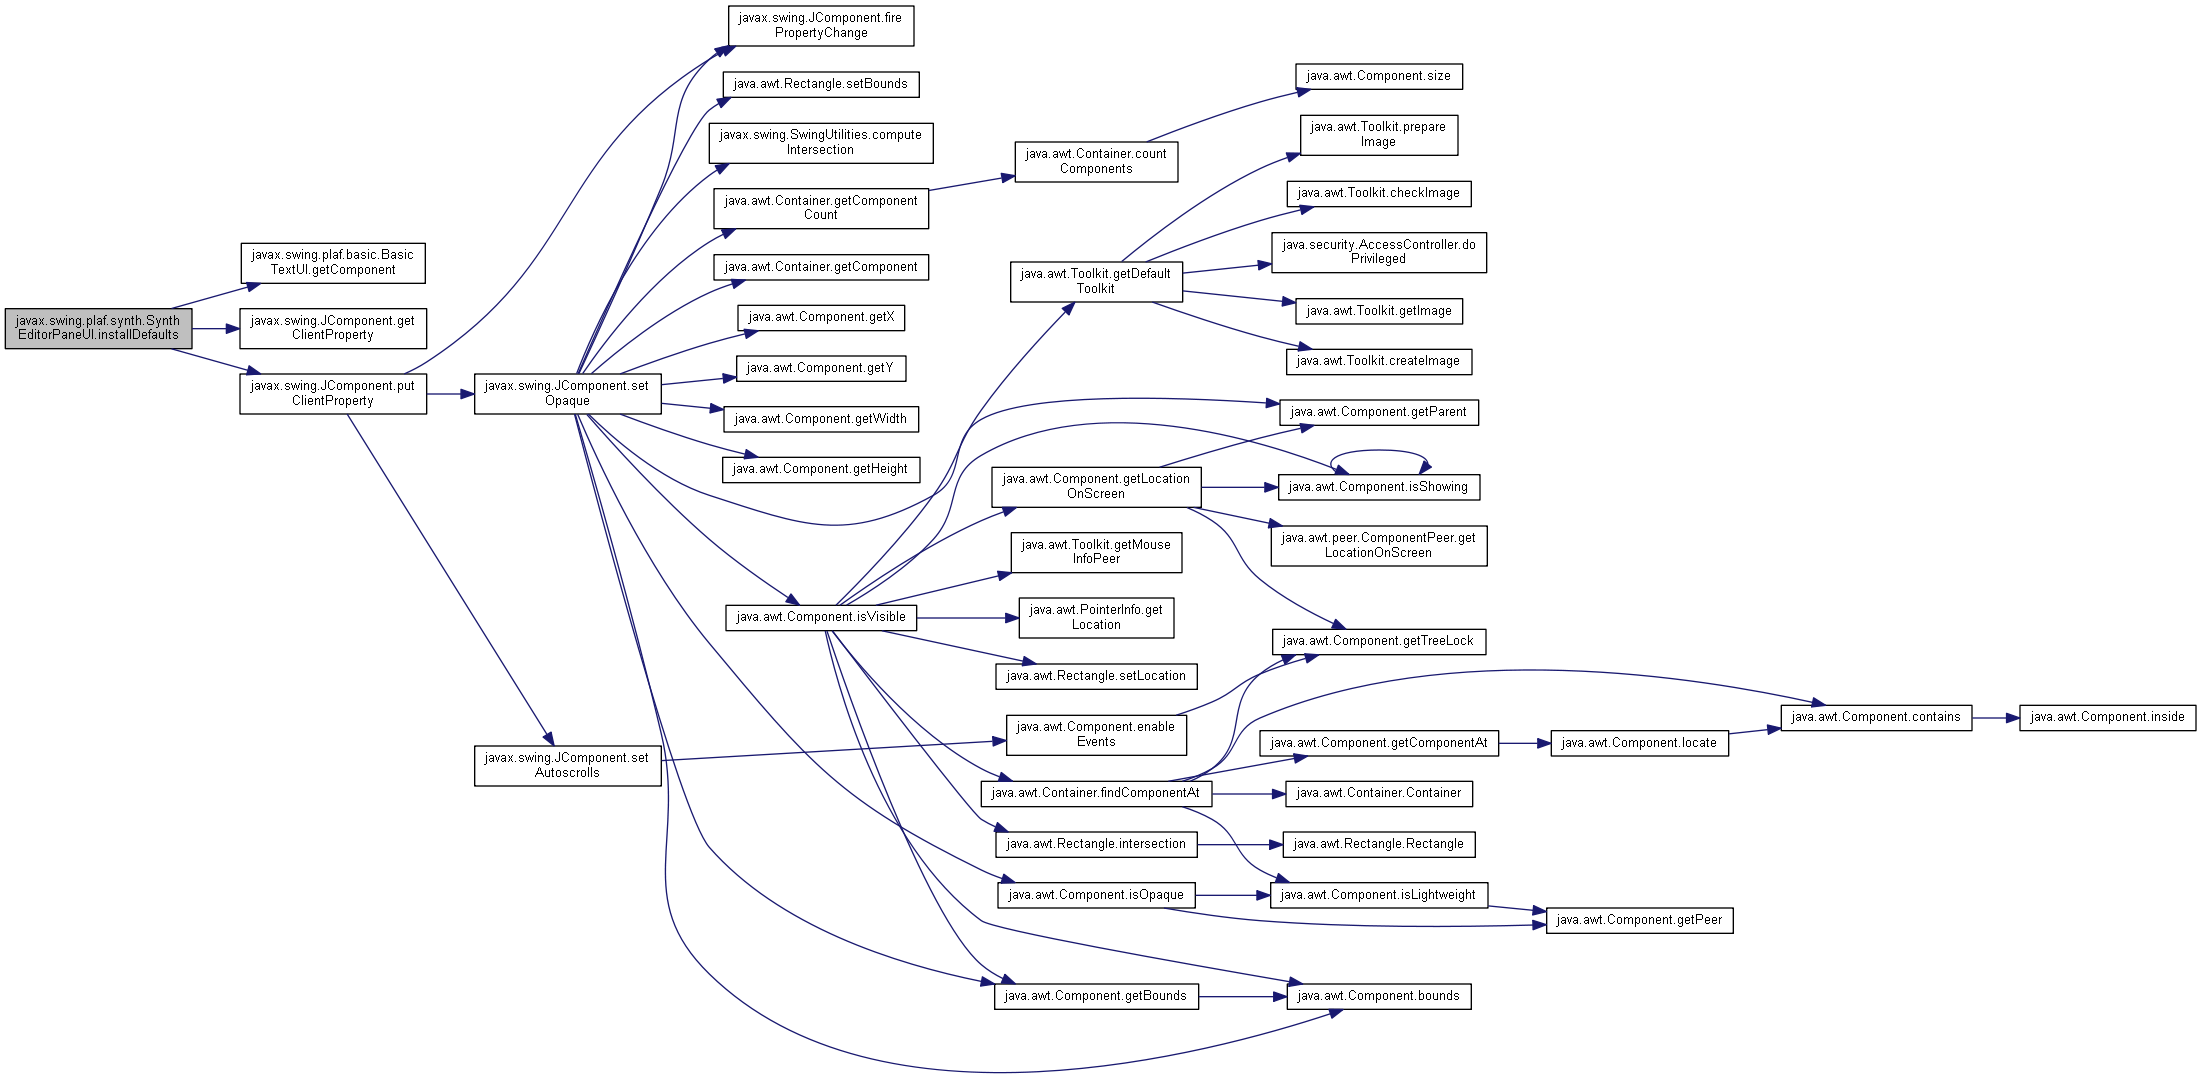 javax.swing.plaf.synth.Synth
EditorPaneUI.installDefaults
javax.swing.plaf.basic.Basic
TextUI.getComponent
javax.swing.JComponent.get
ClientProperty
javax.swing.JComponent.put
ClientProperty
javax.swing.JComponent.set
Opaque
javax.swing.JComponent.set
Autoscrolls
javax.swing.JComponent.fire
PropertyChange
java.awt.Rectangle.setBounds
javax.swing.SwingUtilities.compute
Intersection
java.awt.Container.getComponent
Count
java.awt.Container.getComponent
java.awt.Component.getX
java.awt.Component.getY
java.awt.Component.getWidth
java.awt.Component.getHeight
java.awt.Component.isVisible
java.awt.Container.count
Components
java.awt.Toolkit.getDefault
Toolkit
java.awt.Component.getLocation
OnScreen
java.awt.Toolkit.getMouse
InfoPeer
java.awt.PointerInfo.get
Location
java.awt.Rectangle.setLocation
java.awt.Component.enable
Events
java.awt.Container.findComponentAt
java.awt.Rectangle.intersection
java.awt.Component.isOpaque
java.awt.Component.getBounds
java.awt.Component.size
java.awt.Toolkit.prepare
Image
java.awt.Toolkit.checkImage
java.security.AccessController.do
Privileged
java.awt.Toolkit.getImage
java.awt.Toolkit.createImage
java.awt.Component.getParent
java.awt.Component.isShowing
java.awt.peer.ComponentPeer.get
LocationOnScreen
java.awt.Component.getTreeLock
java.awt.Component.getComponentAt
java.awt.Container.Container
java.awt.Rectangle.Rectangle
java.awt.Component.isLightweight
java.awt.Component.bounds
java.awt.Component.locate
java.awt.Component.getPeer
java.awt.Component.contains
java.awt.Component.inside